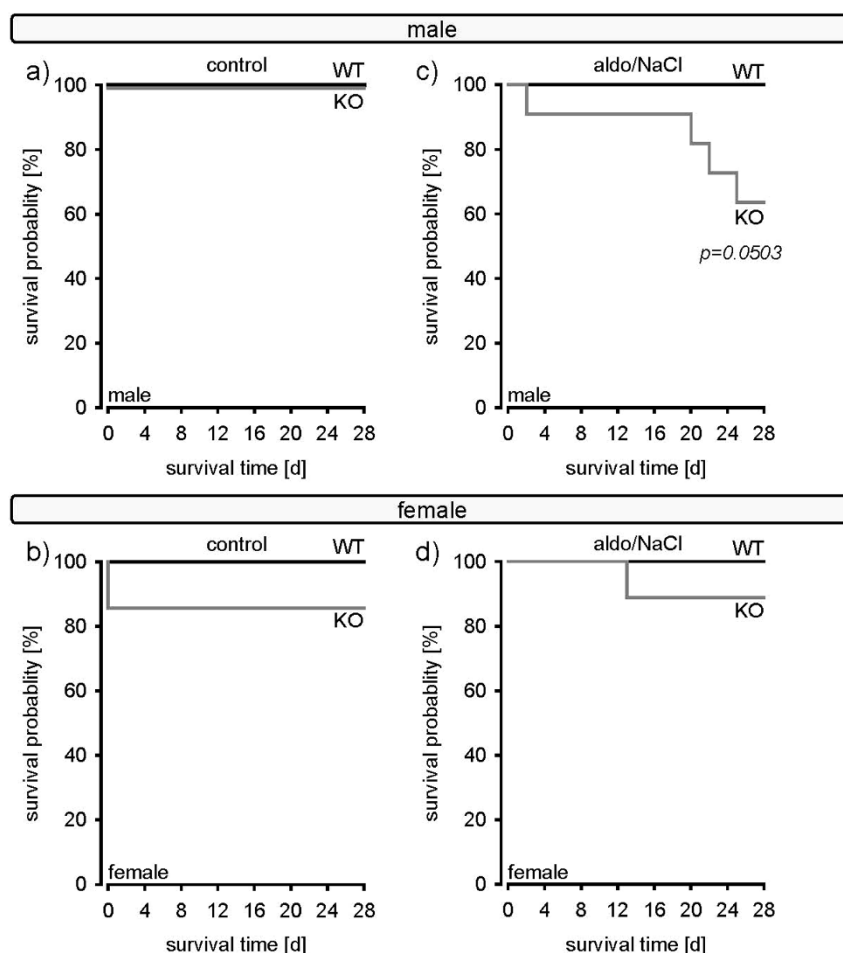 male
a)
control
WT
KO
100
80
60
40
20
0
survival probablity [%]
male
0 4 8 12 16 20 24 28
survival time [d]
c)
aldo/NaCl
WT
KO
p=0.0503
100
80
60
40
20
0
survival probablity [%]
male
0 4 8 12 16 20 24 28
survival time [d]
female
b)
control
WT
KO
100
80
60
40
20
0
survival probablity [%]
female
0 4 8 12 16 20 24 28
survival time [d]
d)
aldo/NaCl
WT
KO
100
80
60
40
20
0
survival probablity [%]
female
0 4 8 12 16 20 24 28
survival time [d]